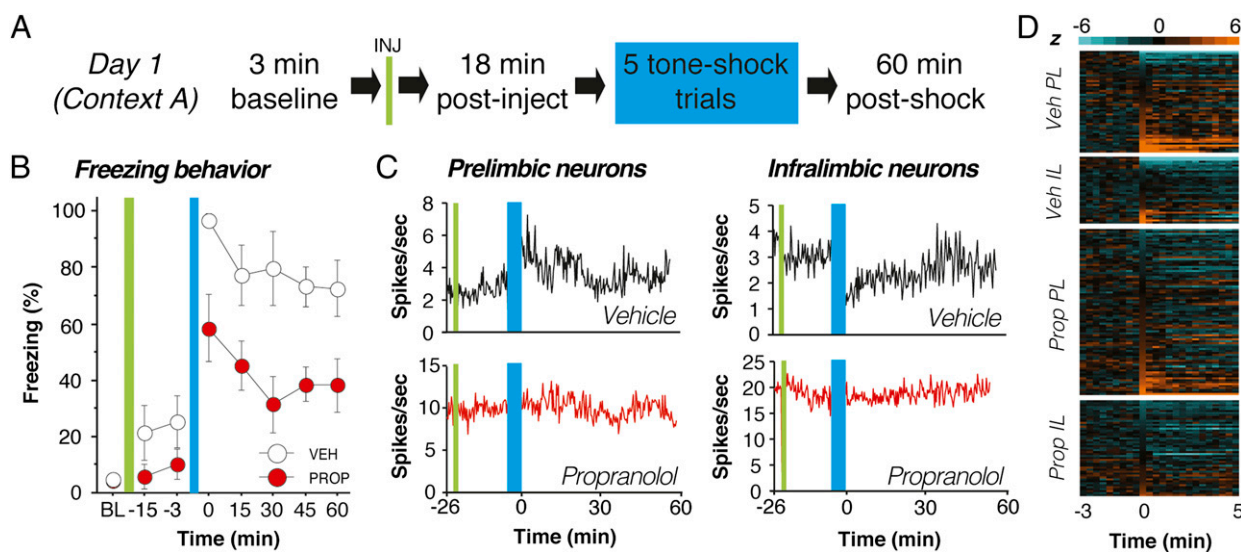 A
Day 1
(Context A)
3 min
baseline
INJ
18 min
post-inject
5 tone-shock
trials
60 min
post-shock
B
Freezing behavior
Freezing (%)
100
80
60
40
20
0
VEH
PROP
BL -15 -3 0 15 30 45 60
Time (min)
C
Prelimbic neurons
Spikes/sec
8
6
4
2
0
Vehicle
Spikes/sec
15
10
5
0
Propranolol
-26 0 30 60
Time (min)
Infralimbic neurons
Spikes/sec
5
4
3
2
1
0
Vehicle
Spikes/sec
25
20
15
10
5
0
Propranolol
-26 0 30 60
Time (min)
D
z
-6 0 6
Veh PL
Veh IL
Prop PL
Prop IL
-3 0 5
Time (min)